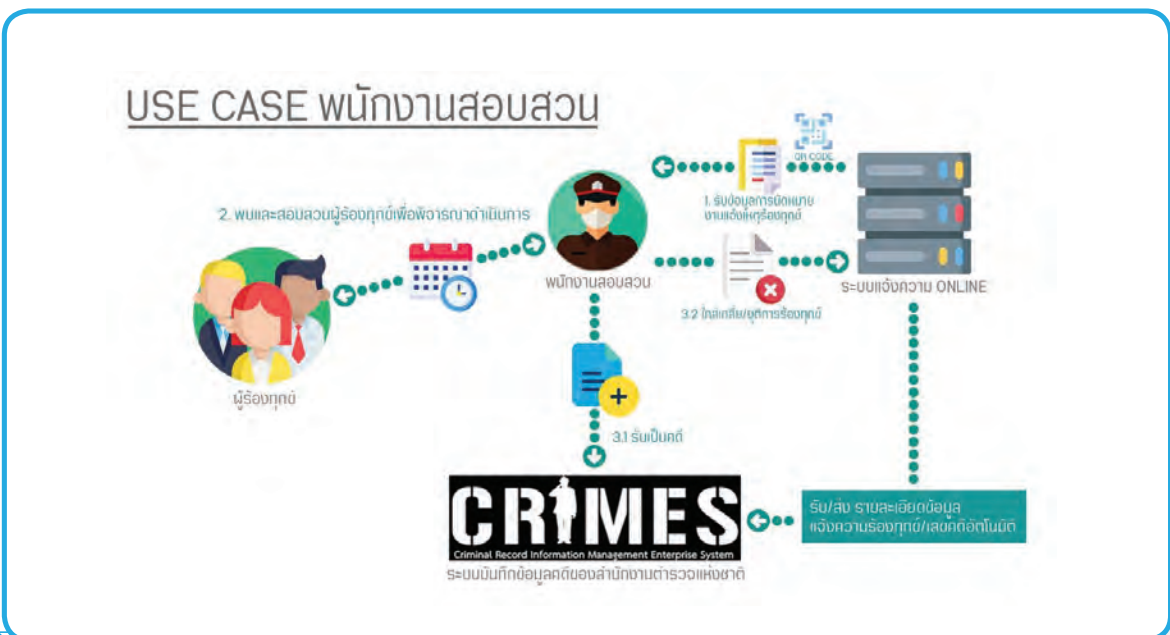 USE CASE พนักงานสอบสวน
QR CODE
1. รับข้อมูลการนัดหมาย
งานแจ้งเหตุร้องทุกข์
2. พบและสอบสวนผู้ร้องทุกข์เพื่อพิจารณาดำเนินการ
พนักงานสอบสวน
ระบบแจ้งความ ONLINE
3.2 ไกล่เกลี่ย/ยุติการร้องทุกข์
ผู้ร้องทุกข์
3.1 รับเป็นคดี
CRIMES
Criminal Record Information Management Enterprise System
ระบบบันทึกข้อมูลคดีของสำนักงานตำรวจแห่งชาติ
รับ/ส่ง รายละเอียดข้อมูล
แจ้งความร้องทุกข์/เลขคดีอัตโนมัติ